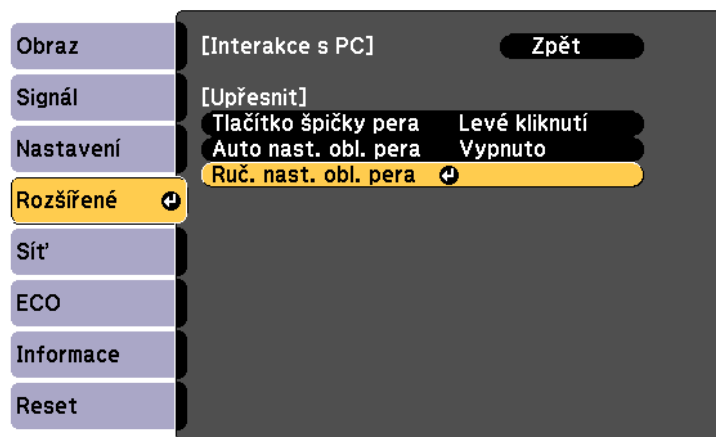 Obraz
Signál
Nastavení
Rozšířené
Síť
ECO
Informace
Reset
[Interakce s PC] Zpět
[Upřesnit]
Tlačítko špičky pera Levé kliknutí
Auto nast. obl. pera Vypnuto
Ruč. nast. obl. pera